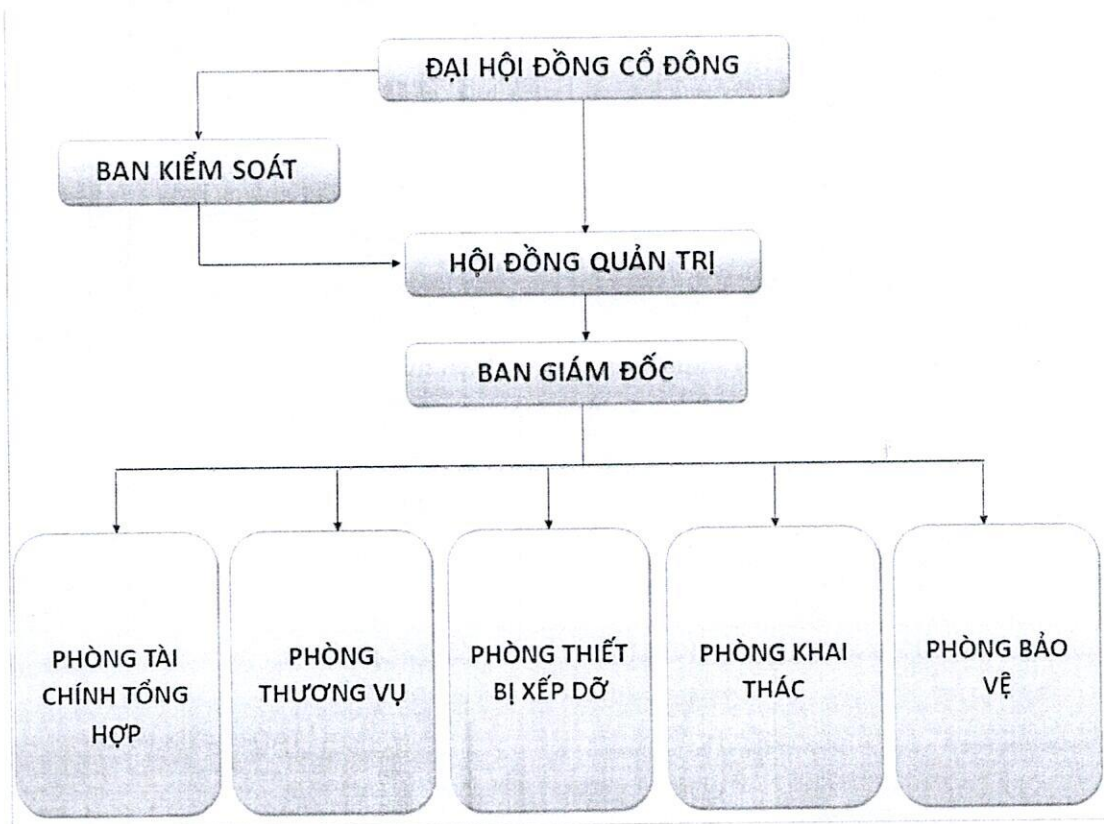 ĐẠI HỘI ĐỒNG CỔ ĐÔNG
BAN KIỂM SOÁT
HỘI ĐỒNG QUẢN TRỊ
BAN GIÁM ĐỐC
PHÒNG TÀI
CHÍNH TỔNG
HỢP
PHÒNG
THƯƠNG VỤ
PHÒNG THIẾT
BỊ XẾP DỠ
PHÒNG KHAI
THÁC
PHÒNG BẢO
VỆ